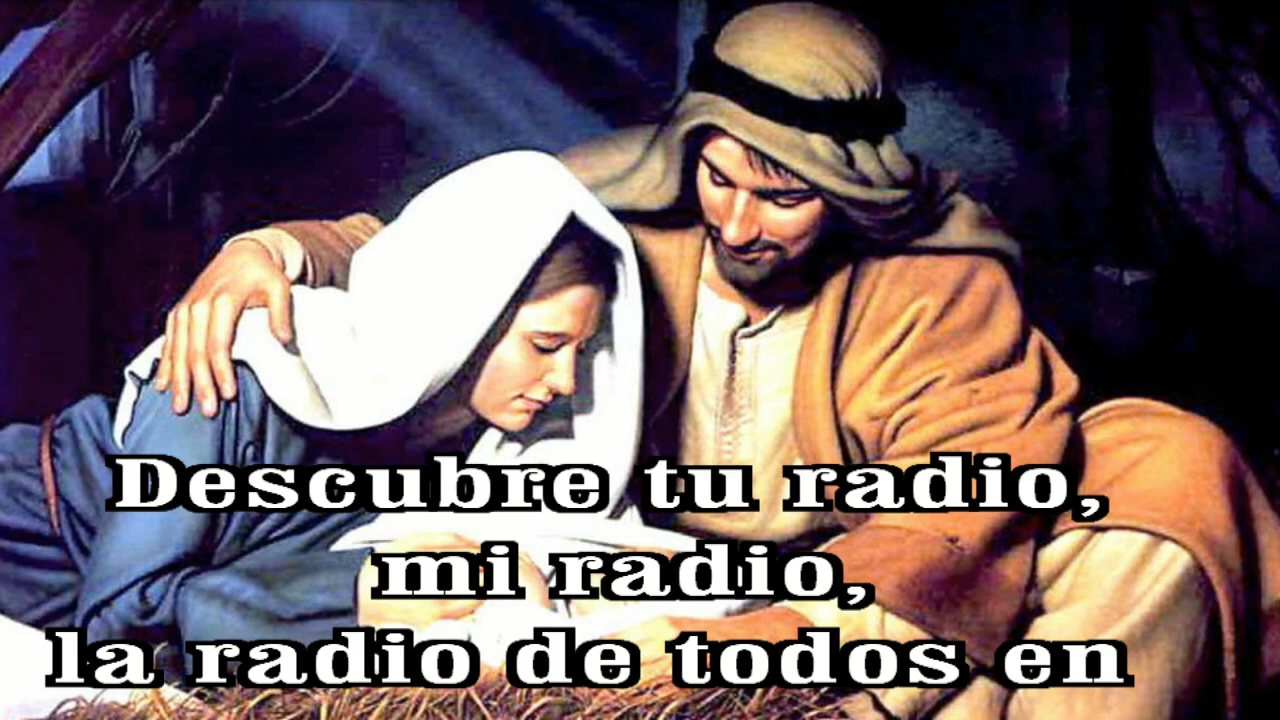 Descubre tu radio,
mi radio,
la radio de todos en